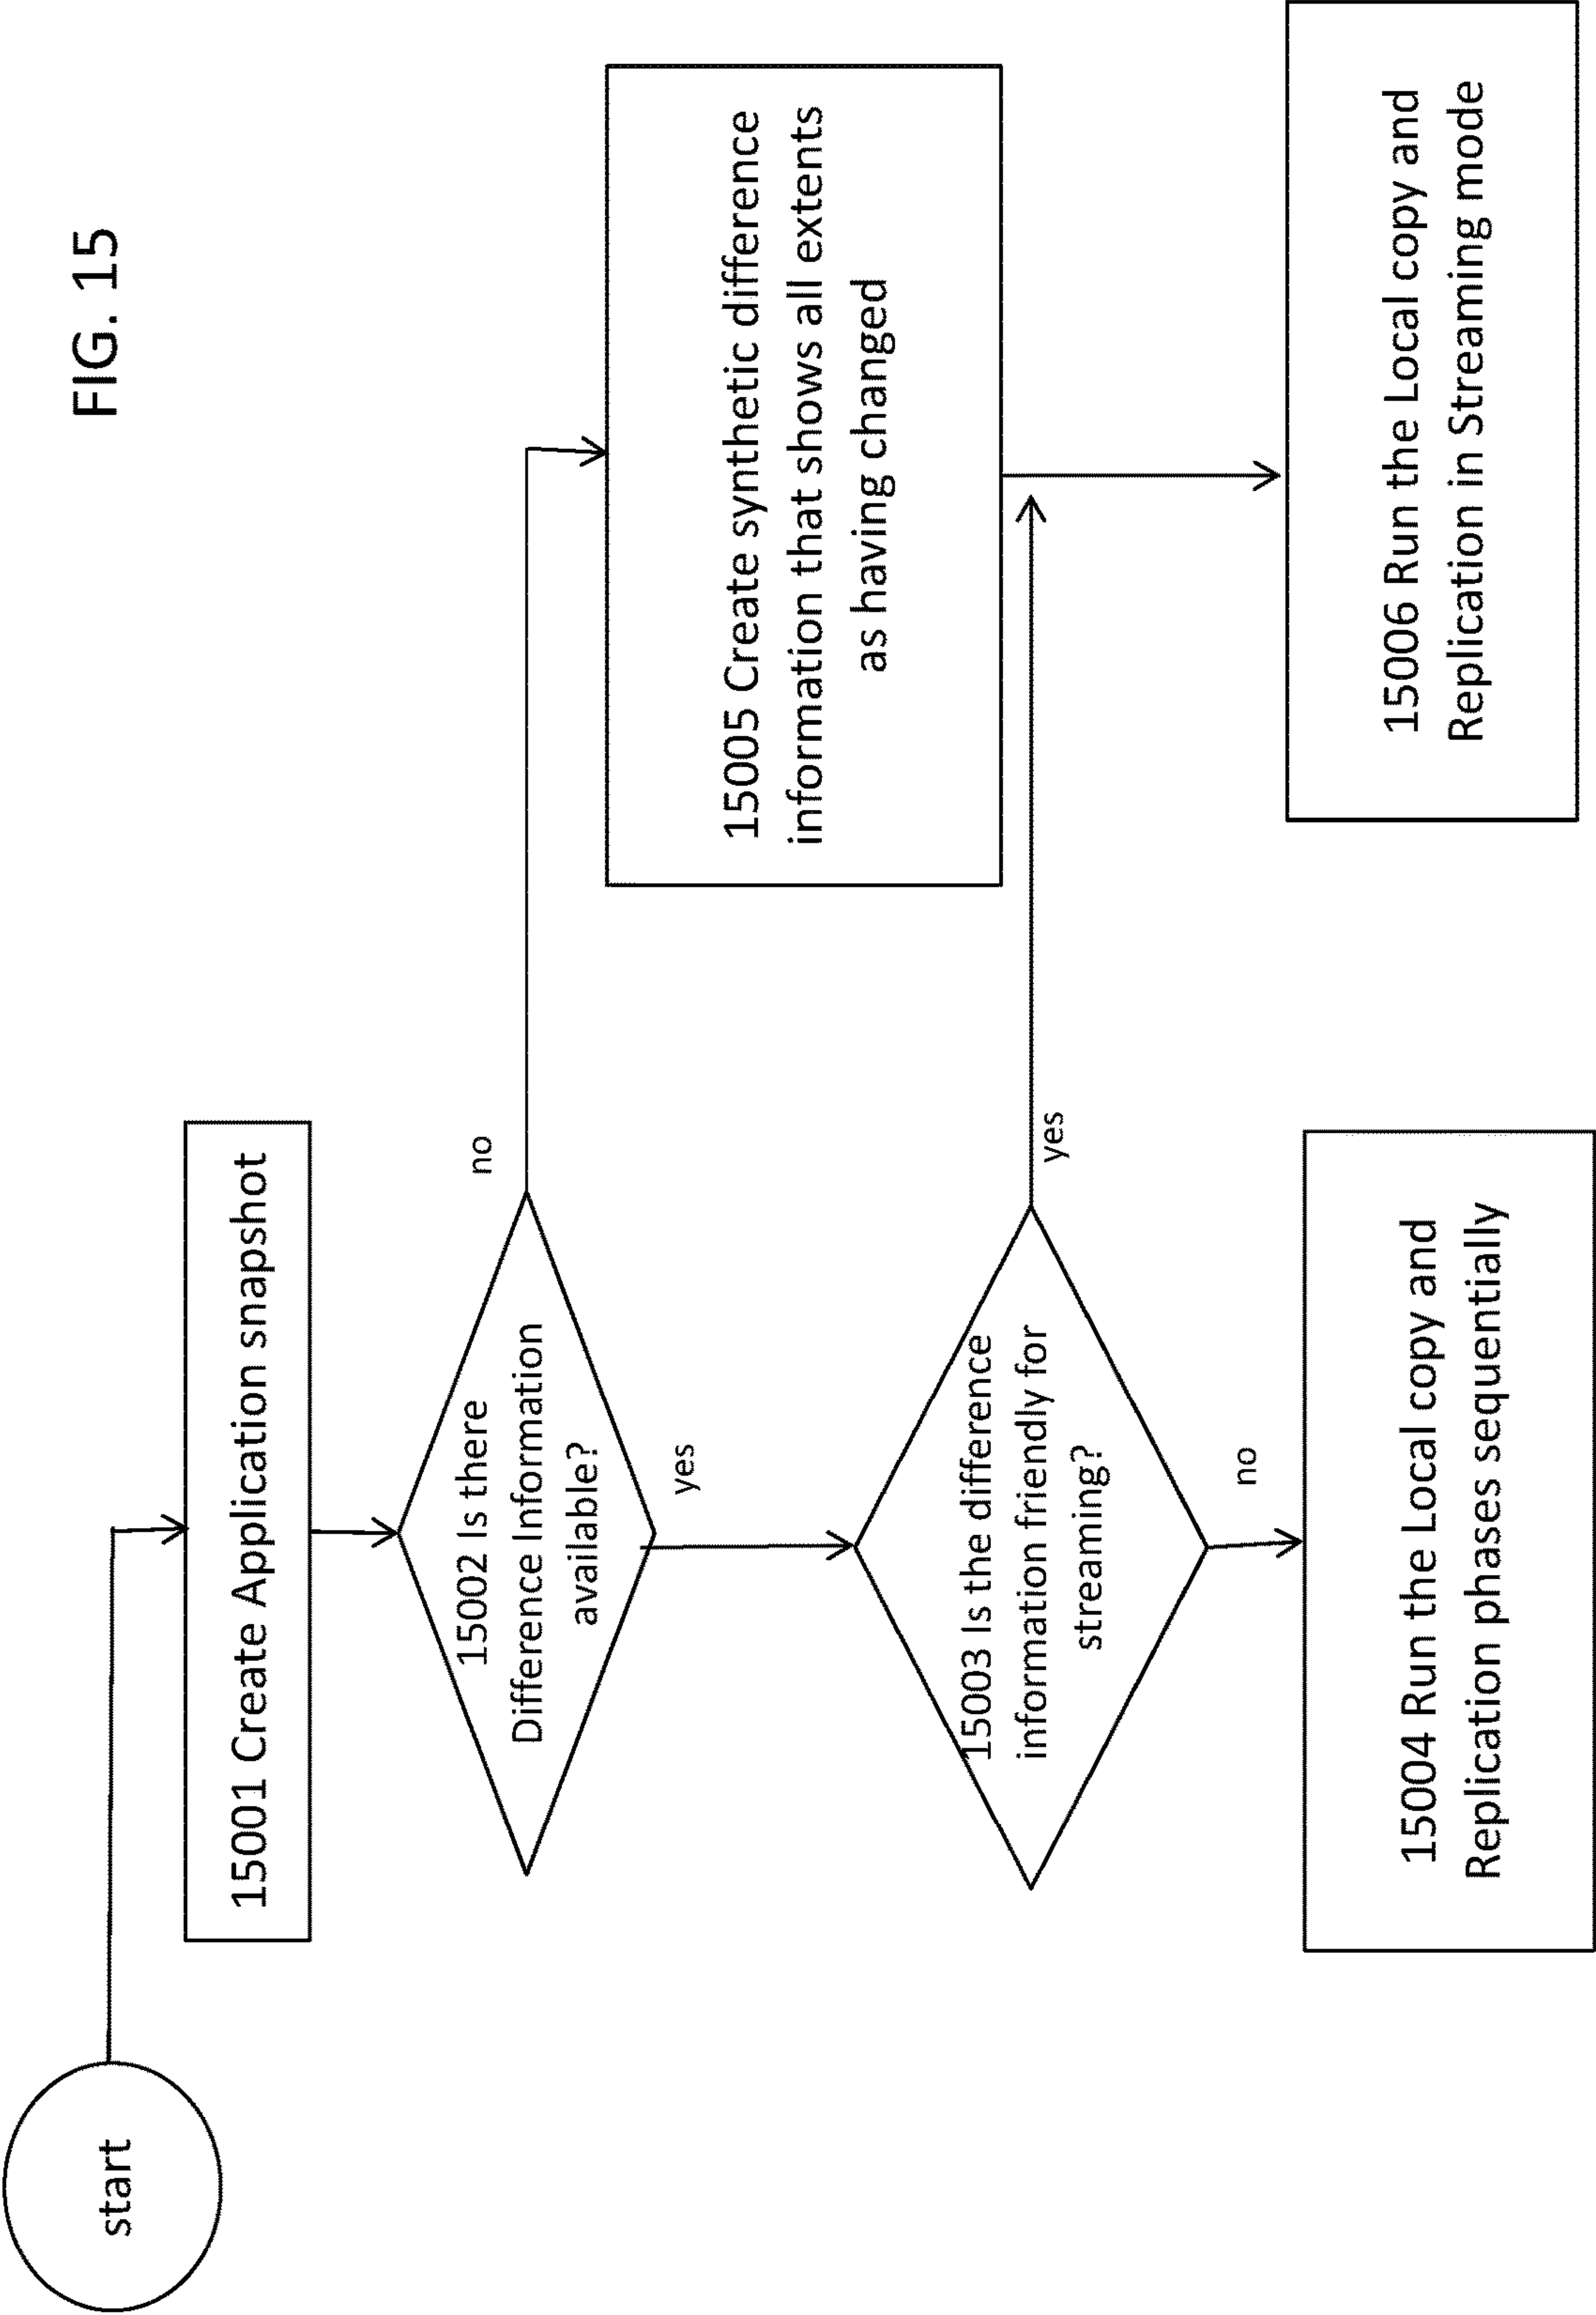 FIG. 15
start
15001 Create Application snapshot
15002 Is there
Difference Information
available?
no
yes
15005 Create synthetic difference
information that shows all extents
as having changed
15003 Is the difference
information friendly for
streaming?
yes
no
15004 Run the Local copy and
Replication phases sequentially
15006 Run the Local copy and
Replication in Streaming mode